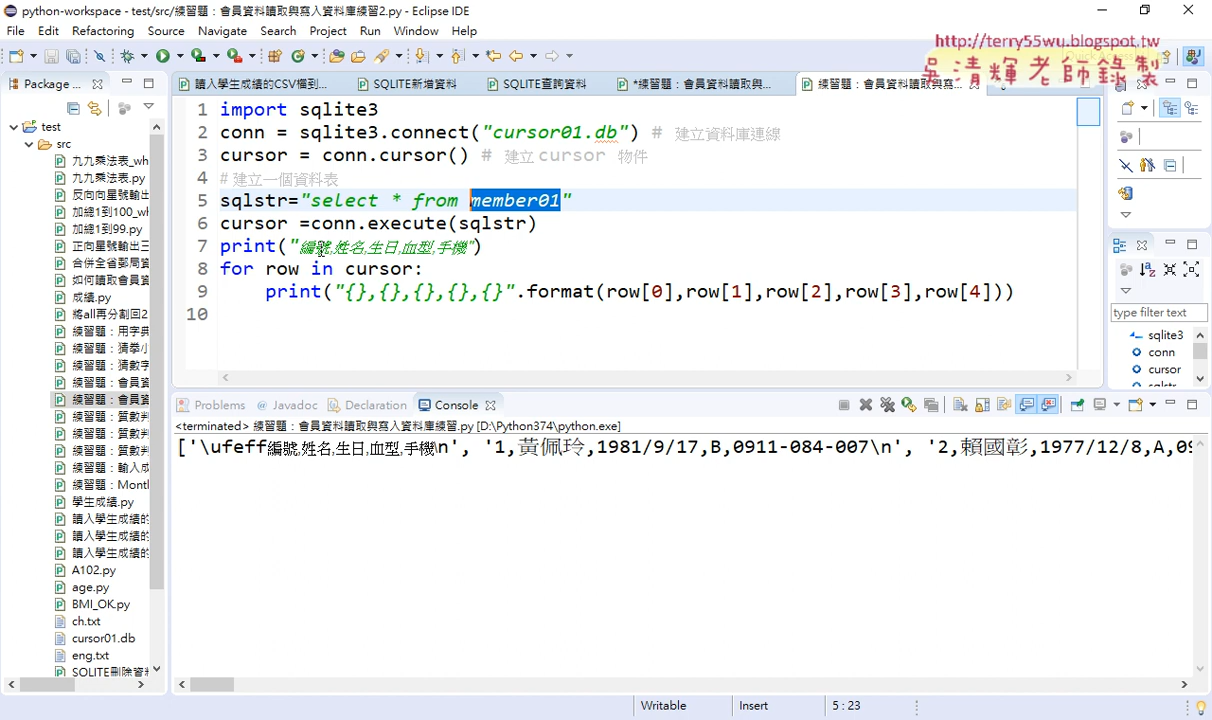 python-workspace - test/src/練習題：會員資料讀取與寫入資料庫練習2.py - Eclipse IDE
File Edit Refactoring Source Navigate Search Project Run Window Help
http://terry55wu.blogspot.tw
吳清輝老師錄製
Package ...
讀入學生成績的CSV檔到...
SQLITE新增資料
SQLITE查詢資料
*練習題：會員資料讀取與...
練習題：會員資料讀取與寫...
test
src
九九乘法表_wh
九九乘法表.py
反向向星號輸出
加總1到100_wh
加總1到99.py
正向星號輸出三
合併全省郵局資
如何讀取會員資
成績.py
將all再分割回2
練習題：用字典
練習題：猜拳小
練習題：猜數字
練習題：會員資
練習題：會員資
練習題：質數判
練習題：質數判
練習題：質數判
練習題：輸入成
練習題：Montl
學生成績.py
讀入學生成績的
讀入學生成績的
讀入學生成績的
A102.py
age.py
BMI_OK.py
ch.txt
cursor01.db
eng.txt
SQLITE刪除資料
1 import sqlite3
2 conn = sqlite3.connect("cursor01.db") # 建立資料庫連線
3 cursor = conn.cursor() # 建立cursor 物件
4 # 建立一個資料表
5 sqlstr="select * from member01"
6 cursor =conn.execute(sqlstr)
7 print("編號,姓名,生日,血型,手機")
8 for row in cursor:
9     print("{},{},{},{},{}".format(row[0],row[1],row[2],row[3],row[4]))
10
type filter text
sqlite3
conn
cursor
sqlstr
Problems Javadoc Declaration Console
<terminated> 練習題：會員資料讀取與寫入資料庫練習.py [D:\Python374\python.exe]
['\ufeff編號,姓名,生日,血型,手機\n', '1,黃佩玲,1981/9/17,B,0911-084-007\n', '2,賴國彰,1977/12/8,A,09
Writable Insert 5 : 23